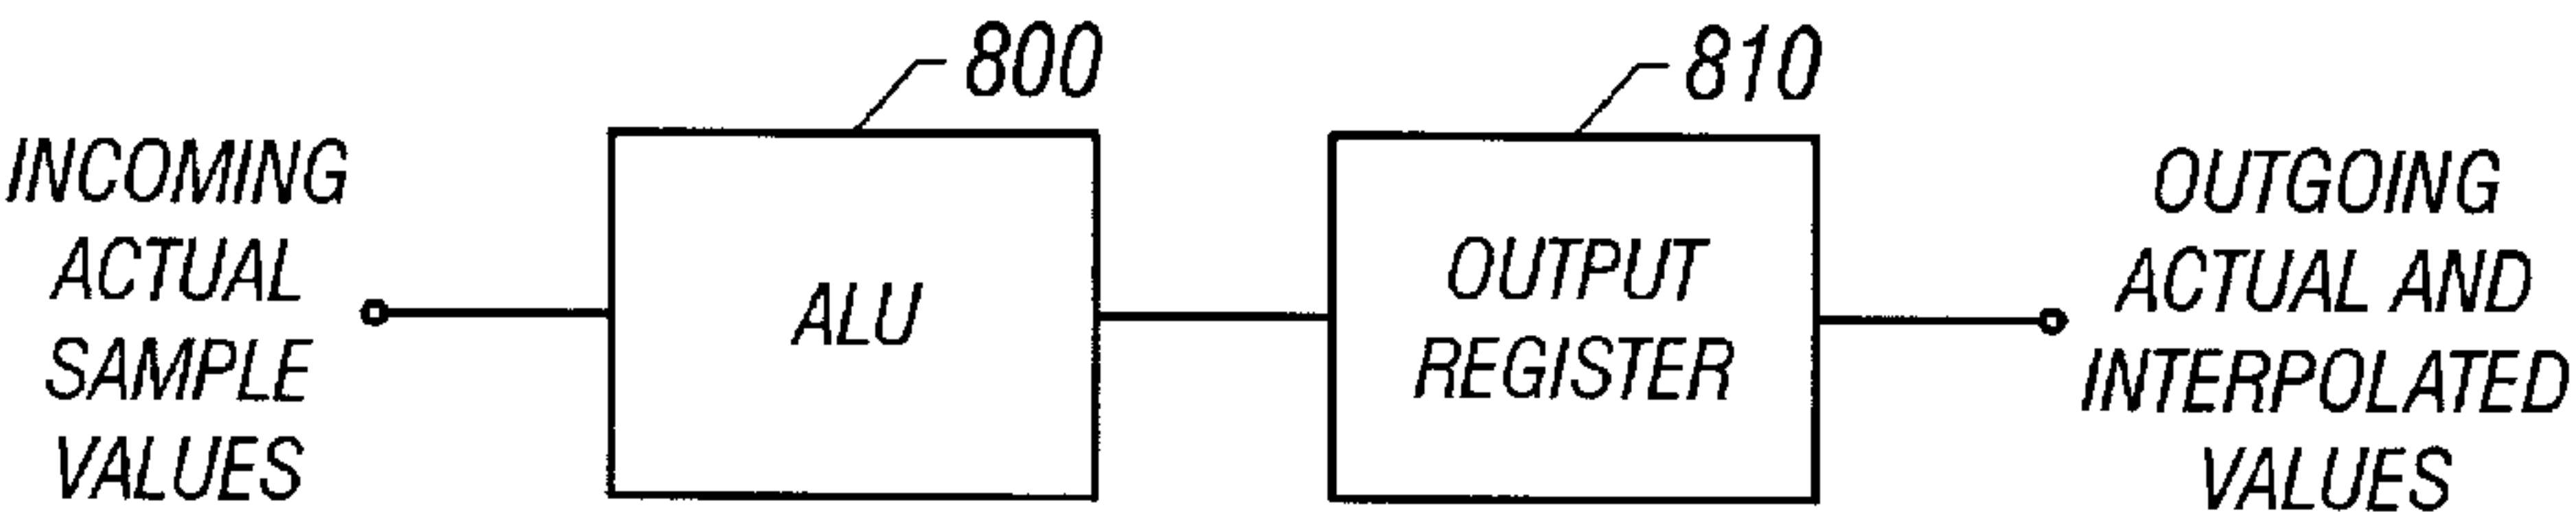 800
810
INCOMING
ACTUAL
SAMPLE
VALUES
ALU
OUTPUT
REGISTER
OUTGOING
ACTUAL AND
INTERPOLATED
VALUES